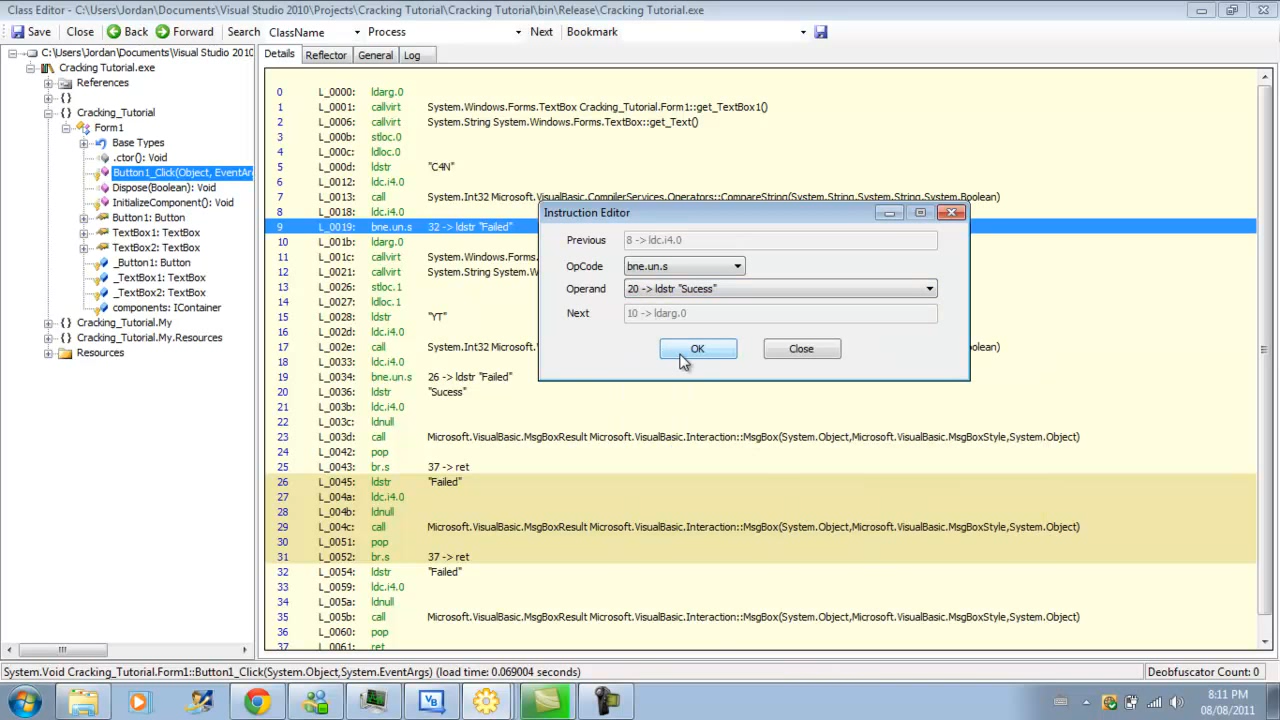 Class Editor - C:\Users\Jordan\Documents\Visual Studio 2010\Projects\Cracking Tutorial\Cracking Tutorial\bin\Release\Cracking Tutorial.exe
Save Close Back Forward Search ClassName Process Next Bookmark
C:\Users\Jordan\Documents\Visual Studio 2010
Cracking Tutorial.exe
References
{}
Cracking_Tutorial
Form1
Base Types
.ctor(): Void
Button1_Click(Object, EventAr
Dispose(Boolean): Void
InitializeComponent(): Void
Button1: Button
TextBox1: TextBox
TextBox2: TextBox
_Button1: Button
_TextBox1: TextBox
_TextBox2: TextBox
components: IContainer
Cracking_Tutorial.My
Cracking_Tutorial.My.Resources
Resources
Details Reflector General Log
0 L_0000: ldarg.0
1 L_0001: callvirt System.Windows.Forms.TextBox Cracking_Tutorial.Form1::get_TextBox1()
2 L_0006: callvirt System.String System.Windows.Forms.TextBox::get_Text()
3 L_000b: stloc.0
4 L_000c: ldloc.0
5 L_000d: ldstr "C4N"
6 L_0012: ldc.i4.0
7 L_0013: call System.Int32 Microsoft.VisualBasic.CompilerServices.Operators::CompareString(System.String,System.String,System.Boolean)
8 L_0018: ldc.i4.0
9 L_0019: bne.un.s 32 -> ldstr "Failed"
10 L_001b: ldarg.0
11 L_001c: callvirt System.Windows.Form
12 L_0021: callvirt System.String System.W
13 L_0026: stloc.1
14 L_0027: ldloc.1
15 L_0028: ldstr "YT"
16 L_002d: ldc.i4.0
17 L_002e: call System.Int32 Microsoft.V oolean)
18 L_0033: ldc.i4.0
19 L_0034: bne.un.s 26 -> ldstr "Failed"
20 L_0036: ldstr "Sucess"
21 L_003b: ldc.i4.0
22 L_003c: ldnull
23 L_003d: call Microsoft.VisualBasic.MsgBoxResult Microsoft.VisualBasic.Interaction::MsgBox(System.Object,Microsoft.VisualBasic.MsgBoxStyle,System.Object)
24 L_0042: pop
25 L_0043: br.s 37 -> ret
26 L_0045: ldstr "Failed"
27 L_004a: ldc.i4.0
28 L_004b: ldnull
29 L_004c: call Microsoft.VisualBasic.MsgBoxResult Microsoft.VisualBasic.Interaction::MsgBox(System.Object,Microsoft.VisualBasic.MsgBoxStyle,System.Object)
30 L_0051: pop
31 L_0052: br.s 37 -> ret
32 L_0054: ldstr "Failed"
33 L_0059: ldc.i4.0
34 L_005a: ldnull
35 L_005b: call Microsoft.VisualBasic.MsgBoxResult Microsoft.VisualBasic.Interaction::MsgBox(System.Object,Microsoft.VisualBasic.MsgBoxStyle,System.Object)
36 L_0060: pop
37 L_0061: ret
Instruction Editor
Previous 8 -> ldc.i4.0
OpCode bne.un.s
Operand 20 -> ldstr "Sucess"
Next 10 -> ldarg.0
OK Close
System.Void Cracking_Tutorial.Form1::Button1_Click(System.Object,System.EventArgs) (load time: 0.069004 seconds)
Deobfuscator Count: 0
8:11 PM
08/08/2011